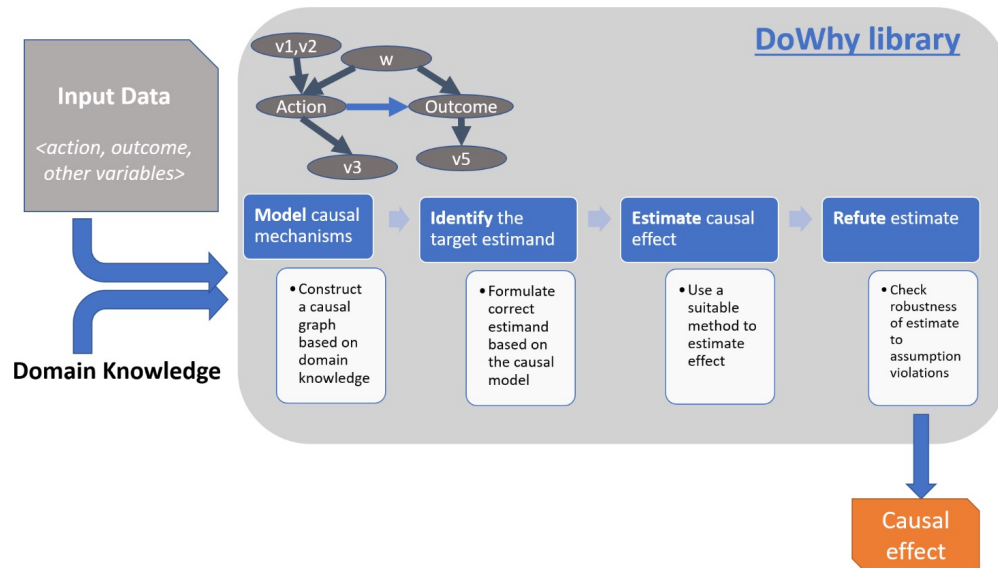 DoWhy library
Input Data
<action, outcome,
other variables>
v1,v2
w
Action
Outcome
v3
v5
Domain Knowledge
Model causal
mechanisms
Identify the
target estimand
Estimate causal
effect
Refute estimate
• Construct
a causal
graph
based on
domain
knowledge
• Formulate
correct
estimand
based on
the causal
model
• Use a
suitable
method to
estimate
effect
• Check
robustness
of estimate
to
assumption
violations
Causal
effect